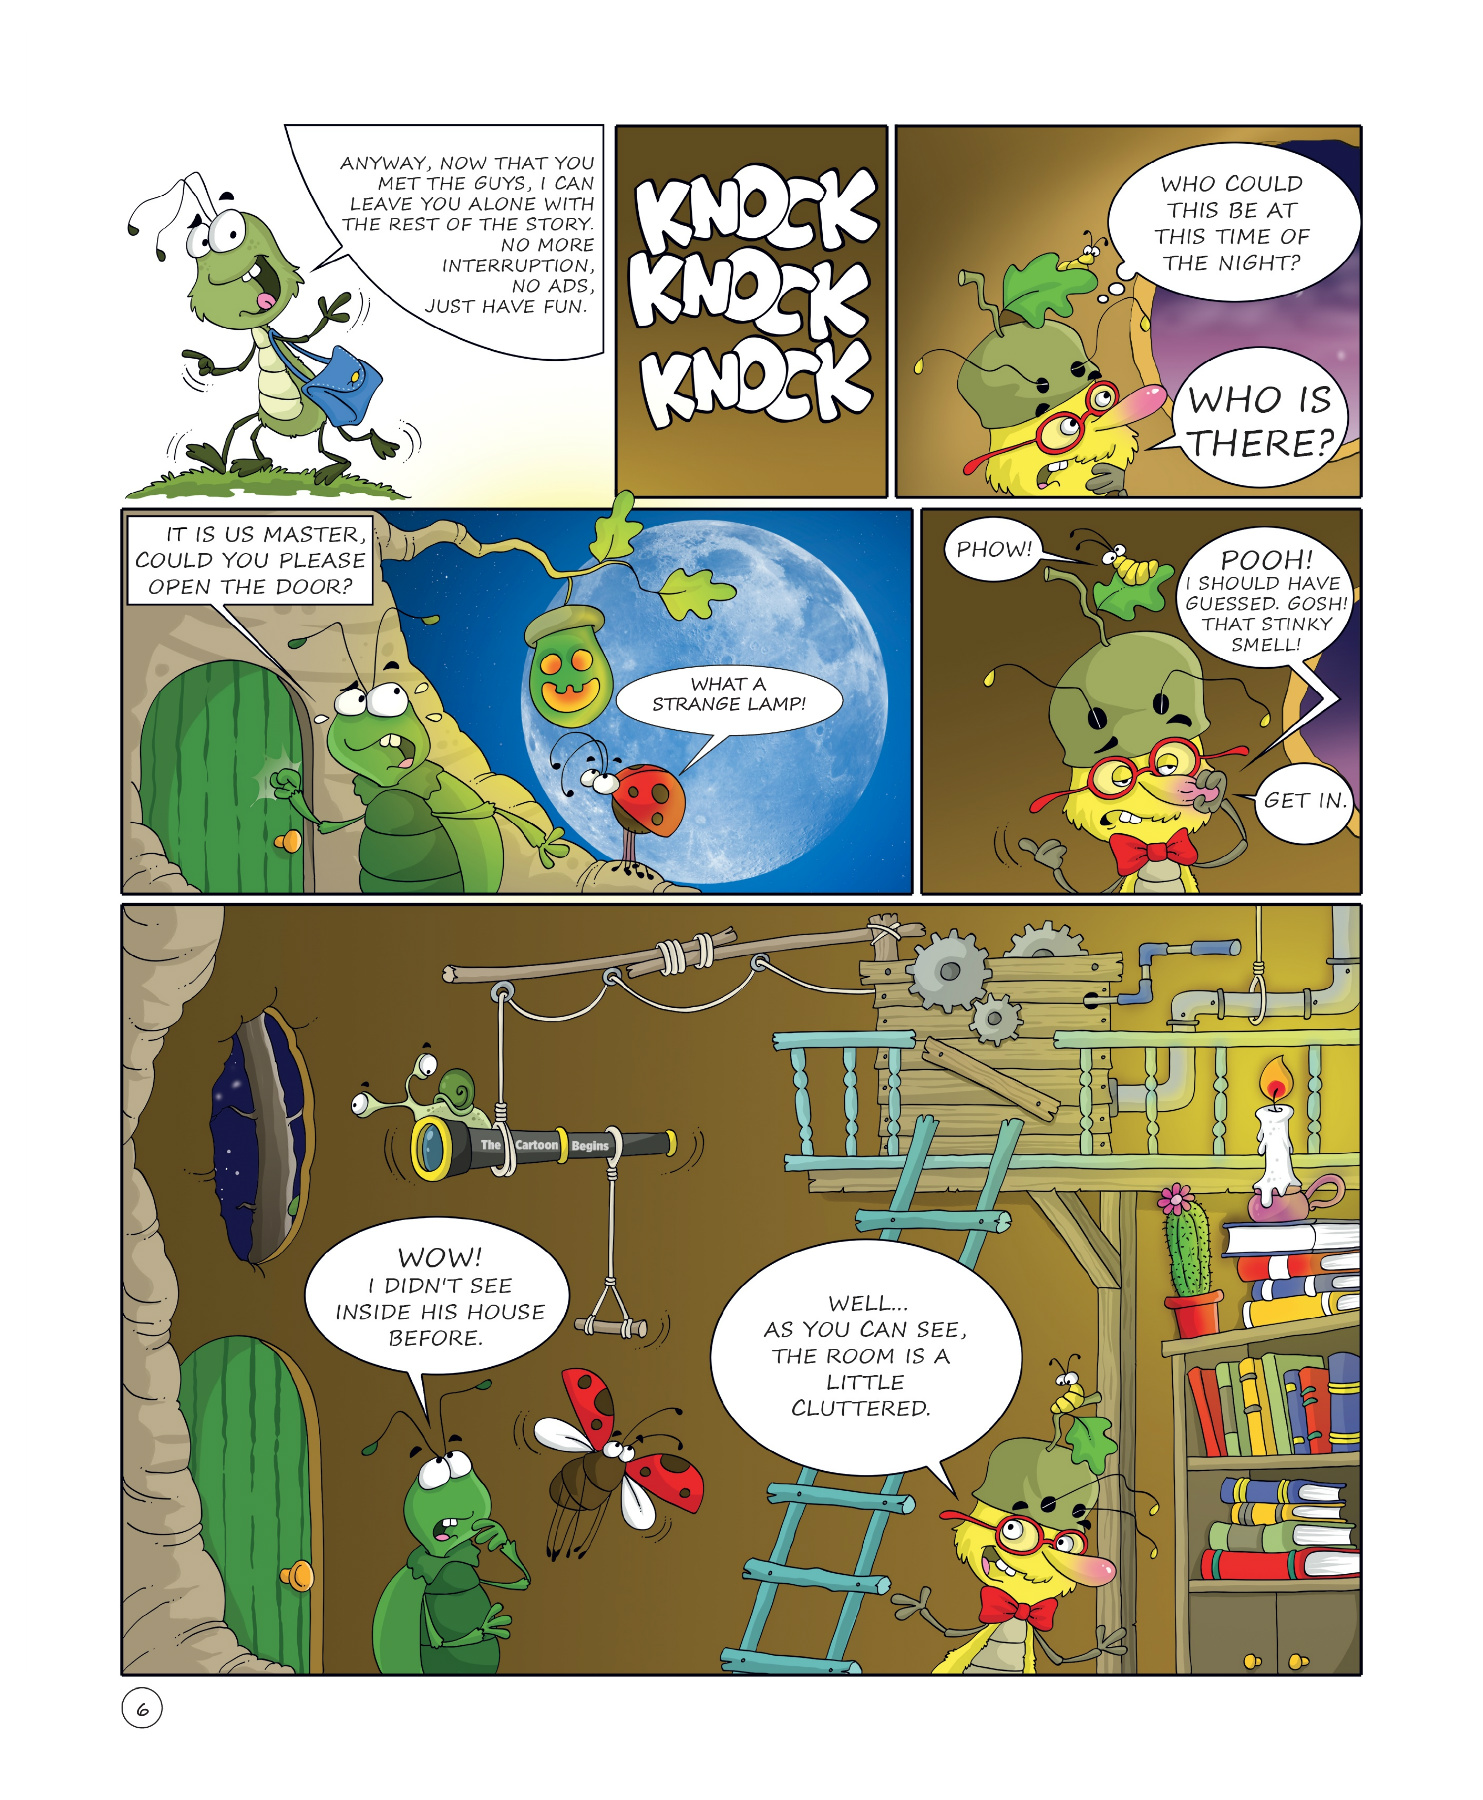 ANYWAY, NOW THAT YOU
MET THE GUYS, I CAN
LEAVE YOU ALONE WITH
THE REST OF THE STORY.
NO MORE
INTERRUPTION,
NO ADS,
JUST HAVE FUN.
KNOCK
KNOCK
KNOCK
WHO COULD
THIS BE AT
THIS TIME OF
THE NIGHT?
WHO IS
THERE?
IT IS US MASTER,
COULD YOU PLEASE
OPEN THE DOOR?
WHAT A
STRANGE LAMP!
PHOW!
POOH!
I SHOULD HAVE
GUESSED. GOSH!
THAT STINKY
SMELL!
GET IN.
The Cartoon Begins
WOW!
I DIDN'T SEE
INSIDE HIS HOUSE
BEFORE.
WELL...
AS YOU CAN SEE,
THE ROOM IS A
LITTLE
CLUTTERED.
6